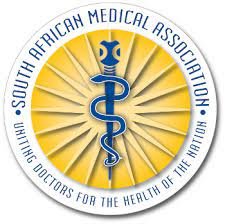 SOUTH AFRICAN MEDICAL ASSOCIATION
UNITING DOCTORS FOR THE HEALTH OF THE NATION